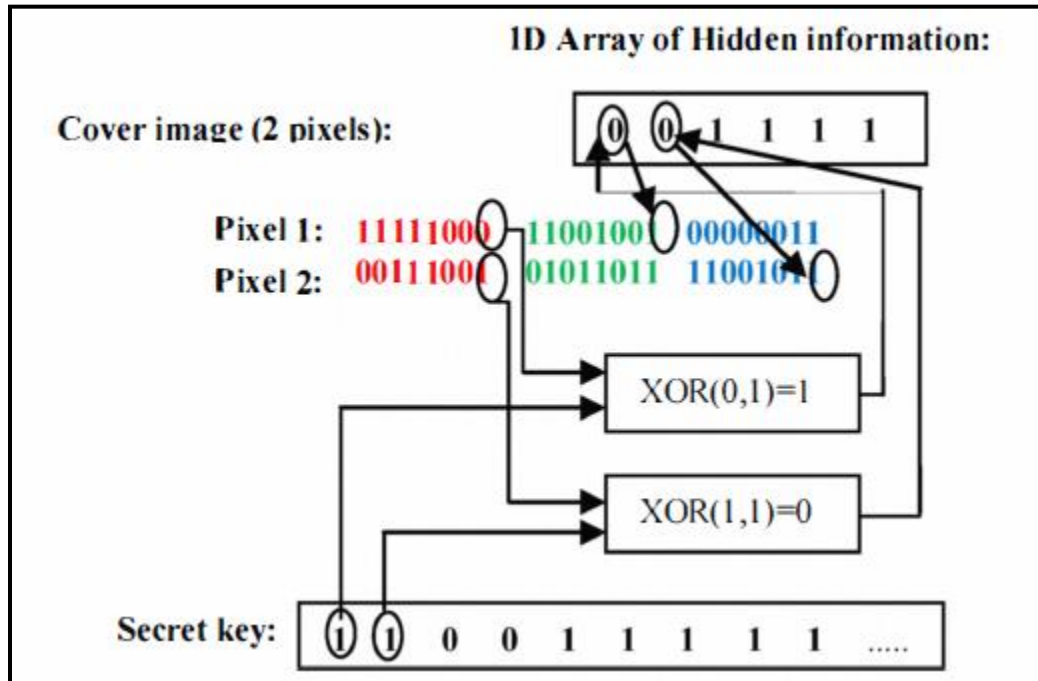 1D Array of Hidden information:
Cover image (2 pixels):
0 0 1 1 1 1
Pixel 1: 11111000 11001001 00000011
Pixel 2: 00111001 01011011 11001011
XOR(0,1)=1
XOR(1,1)=0
Secret key: 1 1 0 0 1 1 1 1 1 .....